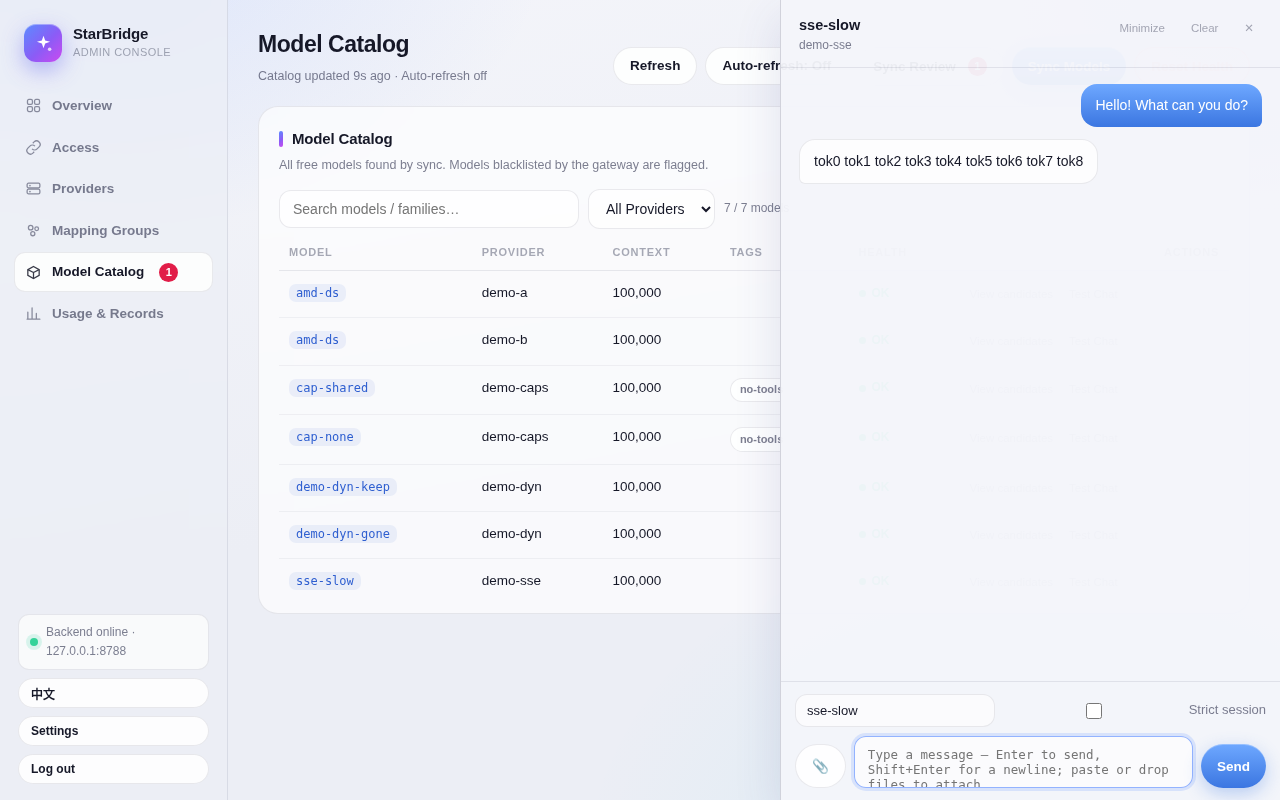 StarBridge
ADMIN CONSOLE
Overview
Access
Providers
Mapping Groups
Model Catalog 1
Usage & Records
Backend online ·
127.0.0.1:8788
中文
Settings
Log out
Model Catalog
Catalog updated 9s ago · Auto-refresh off
Refresh
Auto-refresh: Off
Sync Review
Model Catalog
All free models found by sync. Models blacklisted by the gateway are flagged.
Search models / families…
All Providers
7 / 7 models
MODEL PROVIDER CONTEXT TAGS
amd-ds demo-a 100,000
amd-ds demo-b 100,000
cap-shared demo-caps 100,000 no-tools
cap-none demo-caps 100,000 no-tools
demo-dyn-keep demo-dyn 100,000
demo-dyn-gone demo-dyn 100,000
sse-slow demo-sse 100,000
sse-slow
demo-sse
Minimize
Clear
×
Hello! What can you do?
tok0 tok1 tok2 tok3 tok4 tok5 tok6 tok7 tok8
sse-slow
Strict session
Type a message — Enter to send,
Shift+Enter for a newline; paste or drop
files to attach
Send